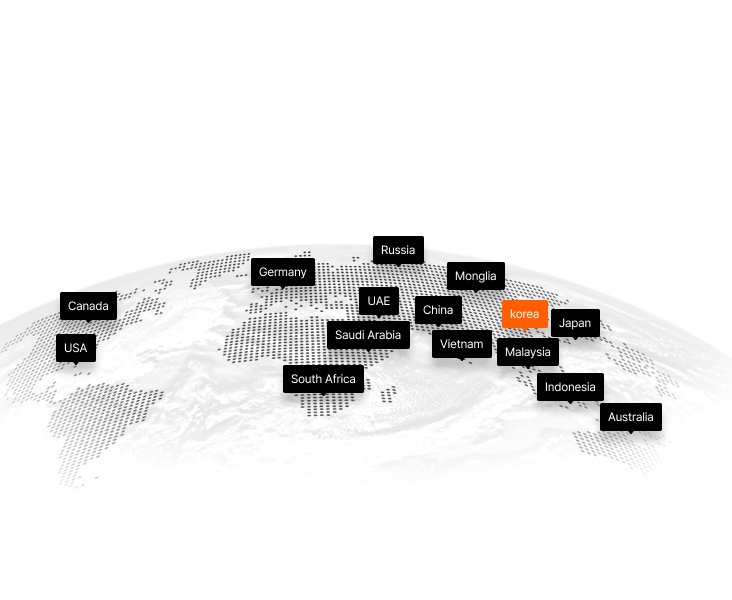 Russia
Germany
Monglia
Canada
UAE
China
korea
Japan
USA
Saudi Arabia
Vietnam
Malaysia
South Africa
Indonesia
Australia